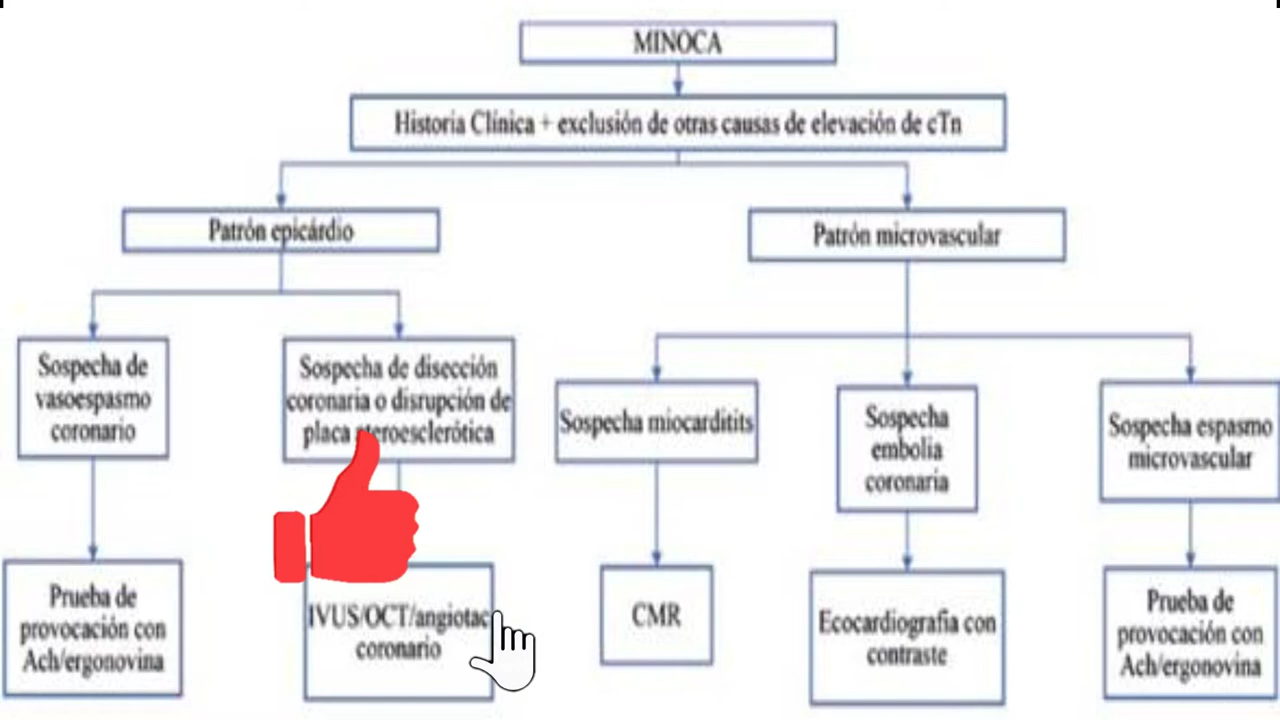 MINOCA
Historia Clínica + exclusión de otras causas de elevación de cTn
Patrón epicárdio
Patrón microvascular
Sospecha de
vasoespasmo
coronario
Sospecha de disección
coronaria o disrupción de
placa ateroesclerótica
Sospecha miocarditits
Sospecha
embolia
coronaria
Sospecha espasmo
microvascular
Prueba de
provocación con
Ach/ergonovina
IVUS/OCT/angiotac
coronario
CMR
Ecocardiografia con
contraste
Prueba de
provocación con
Ach/ergonovina